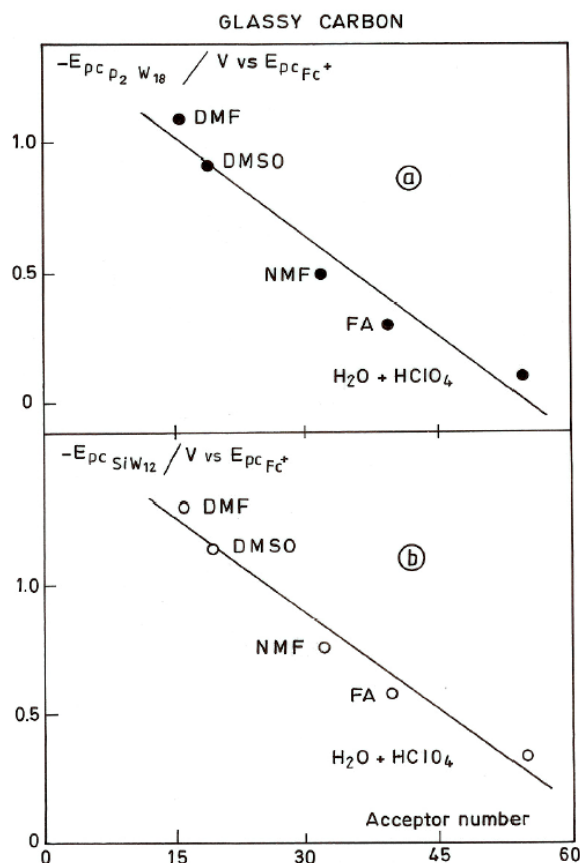 GLASSY CARBON
-Epc P2 W18 / V vs Epc Fc+
1.0
0.5
0
DMF
DMSO
ⓐ
NMF
FA
H2O + HClO4
-Epc SiW12 / V vs Epc Fc+
1.0
0.5
0
DMF
DMSO
ⓑ
NMF
FA
H2O + HClO4
Acceptor number
0 15 30 45 60